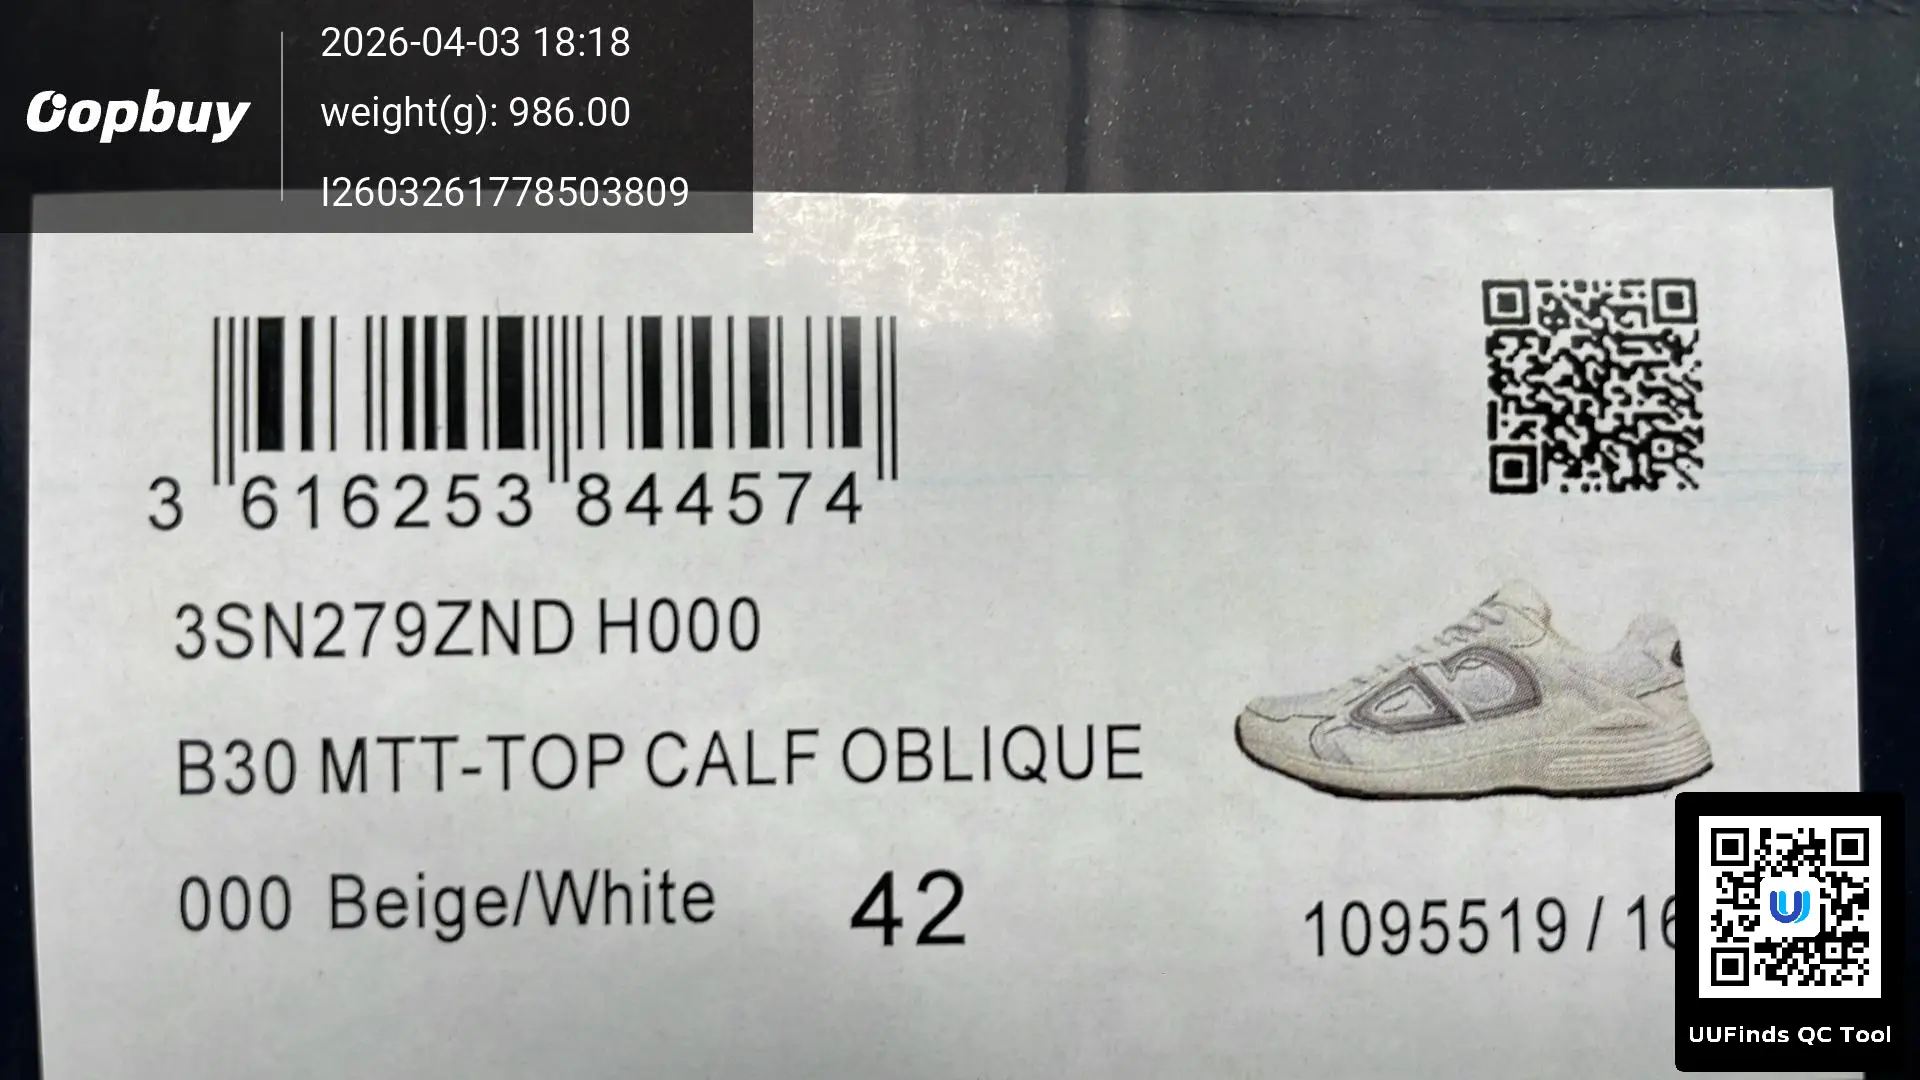 Oopbuy
2026-04-03 18:18
weight(g): 986.00
I2603261778503809
3 616253 844574
3SN279ZND H000
B30 MTT-TOP CALF OBLIQUE
000 Beige/White 42
1095519 / 16
UUFinds QC Tool